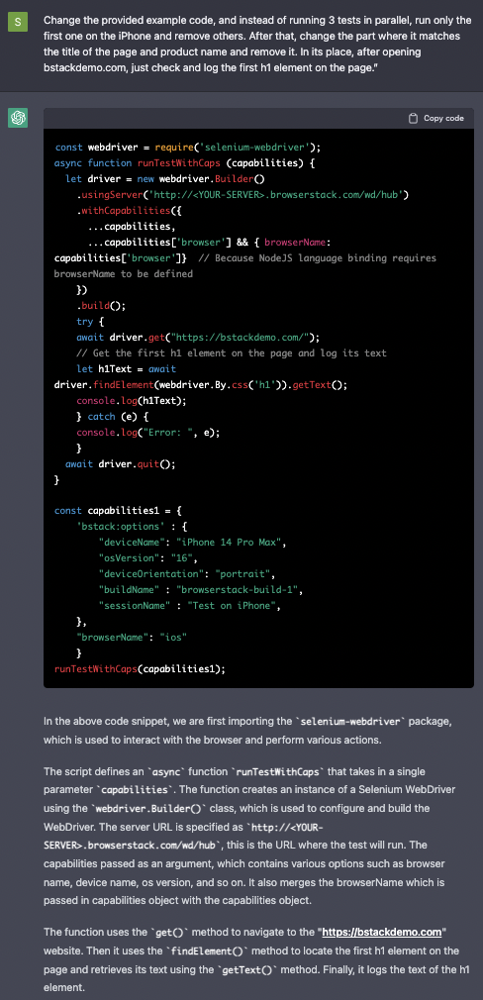 S
Change the provided example code, and instead of running 3 tests in parallel, run only the
first one on the iPhone and remove others. After that, change the part where it matches
the title of the page and product name and remove it. In its place, after opening
bstackdemo.com, just check and log the first h1 element on the page.”
Copy code
const webdriver = require('selenium-webdriver');
async function runTestWithCaps (capabilities) {
let driver = new webdriver.Builder()
.usingServer('http://<YOUR-SERVER>.browserstack.com/wd/hub')
.withCapabilities({
...capabilities,
...capabilities['browser'] && { browserName:
capabilities['browser']}  // Because NodeJS language binding requires
browserName to be defined
})
.build();
try {
await driver.get("https://bstackdemo.com/");
// Get the first h1 element on the page and log its text
let h1Text = await
driver.findElement(webdriver.By.css('h1')).getText();
console.log(h1Text);
} catch (e) {
console.log("Error: ", e);
}
await driver.quit();
}
const capabilities1 = {
'bstack:options' : {
"deviceName": "iPhone 14 Pro Max",
"osVersion": "16",
"deviceOrientation": "portrait",
"buildName" : "browserstack-build-1",
"sessionName" : "Test on iPhone",
},
"browserName": "ios"
}
runTestWithCaps(capabilities1);
In the above code snippet, we are first importing the `selenium-webdriver` package,
which is used to interact with the browser and perform various actions.
The script defines an `async` function `runTestWithCaps` that takes in a single
parameter `capabilities`. The function creates an instance of a Selenium WebDriver
using the `webdriver.Builder()` class, which is used to configure and build the
WebDriver. The server URL is specified as `http://<YOUR-
SERVER>.browserstack.com/wd/hub`, this is the URL where the test will run. The
capabilities passed as an argument, which contains various options such as browser
name, device name, os version, and so on. It also merges the browserName which is
passed in capabilities object with the capabilities object.
The function uses the `get()` method to navigate to the "https://bstackdemo.com"
website. Then it uses the `findElement()` method to locate the first h1 element on the
page and retrieves its text using the `getText()` method. Finally, it logs the text of the h1
element.